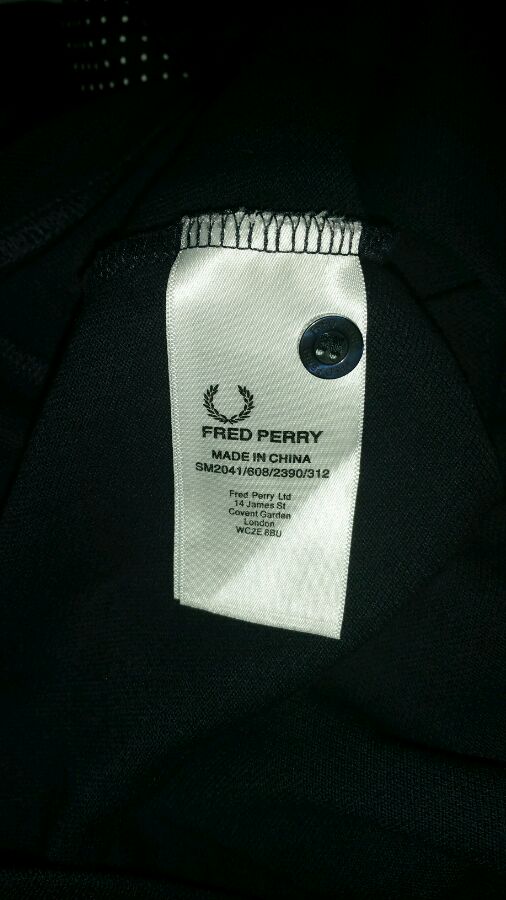 FRED PERRY
MADE IN CHINA
SM2041/608/2390/312
Fred Perry Ltd
14 James St
Covent Garden
London
WC2E 8BU